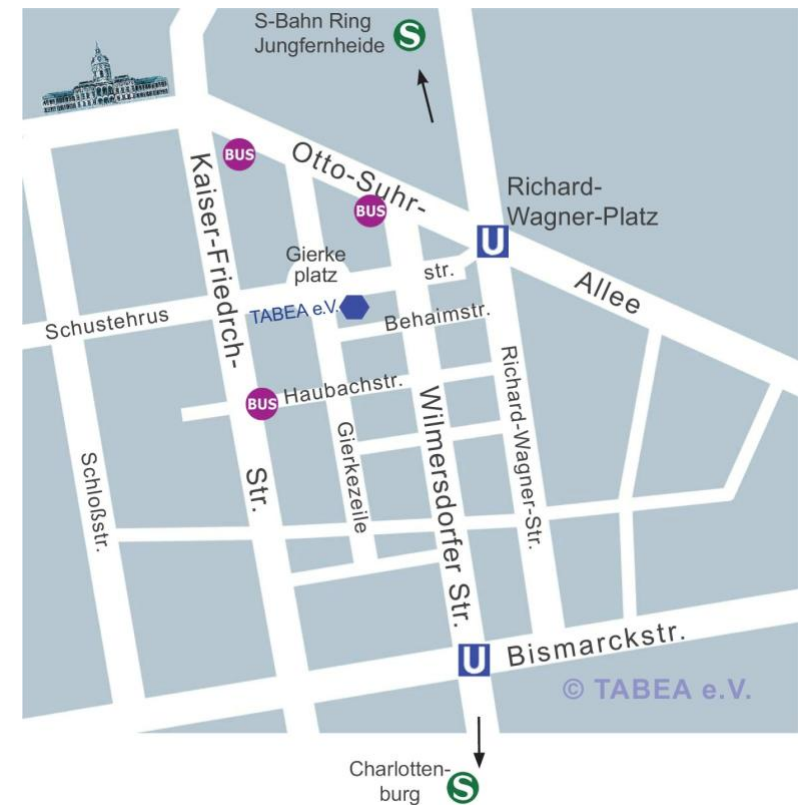 S-Bahn Ring
Jungfernheide
S
BUS
Otto-Suhr-
Allee
BUS
Richard-
Wagner-Platz
U
Kaiser-Friedrch-
Str.
Gierke
platz
Schustehrus
str.
TABEA e.V.
Behaimstr.
BUS
Haubachstr.
Gierkezeile
Wilmersdorfer Str.
Richard-Wagner-Str.
Schloßstr.
U
Bismarckstr.
© TABEA e.V.
Charlotten-
burg
S